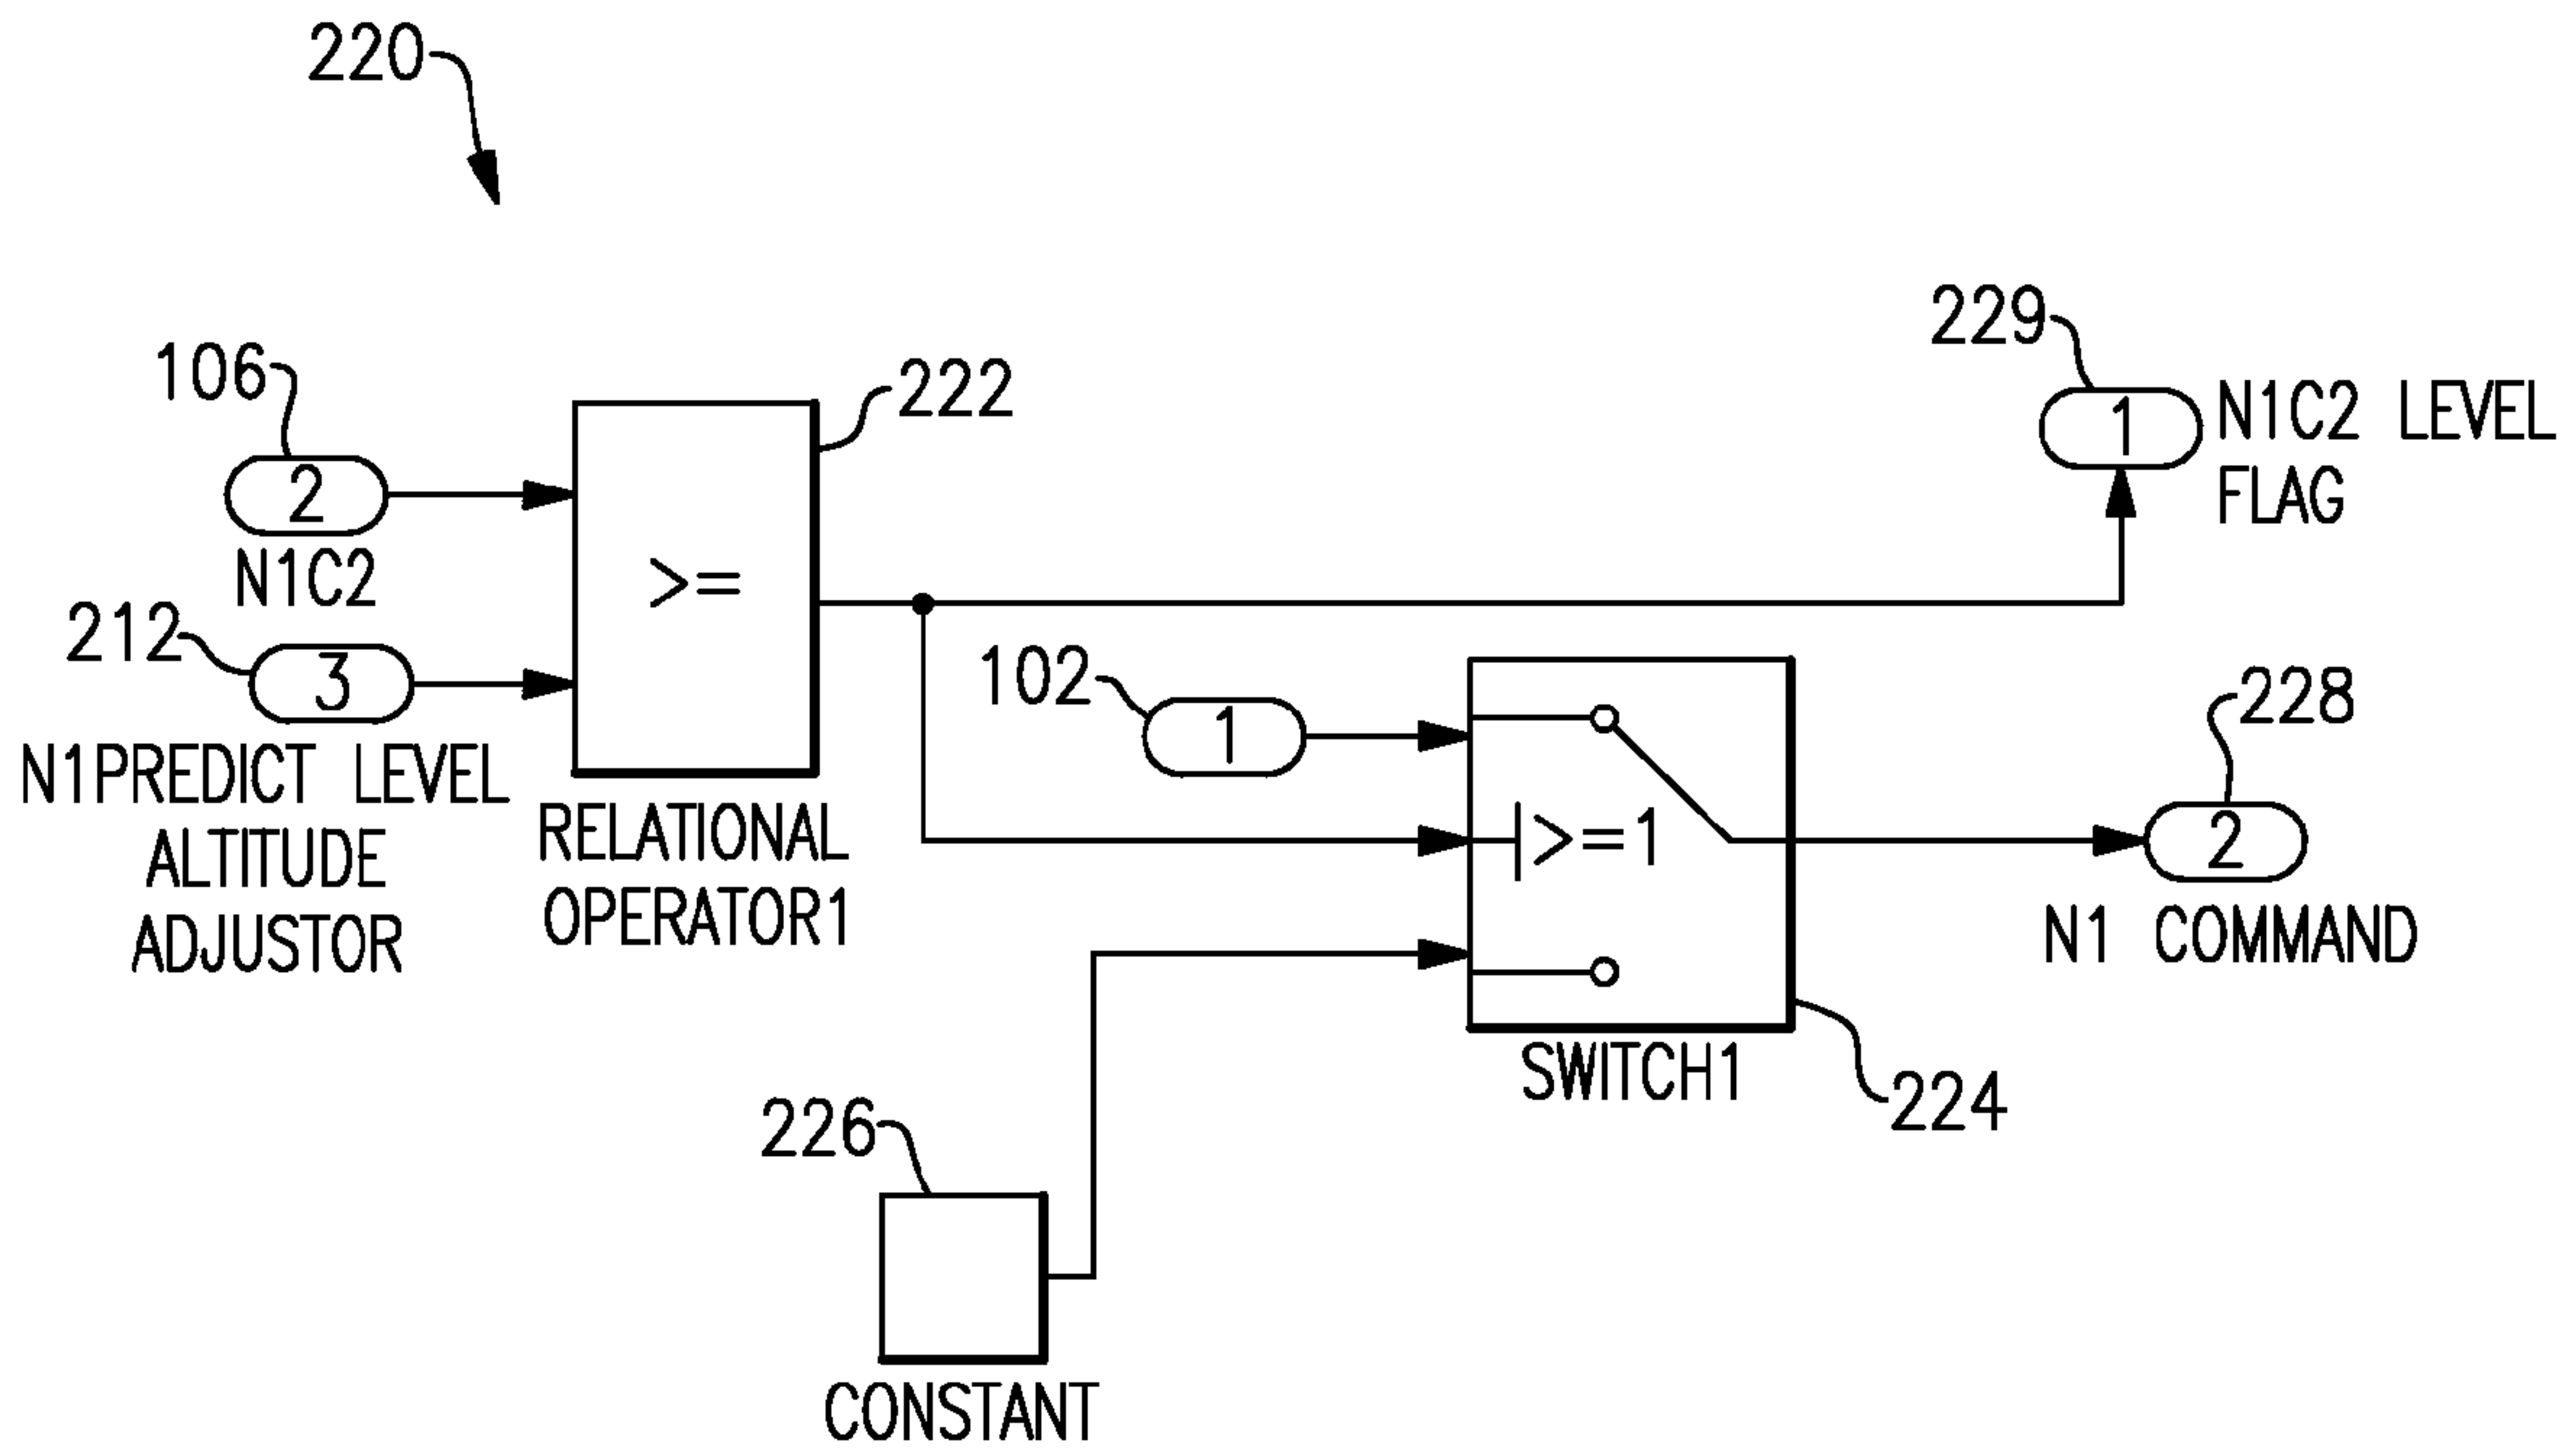 220
229
1
N1C2 LEVEL
FLAG
106
2
N1C2
222
>=
212
3
N1PREDICT LEVEL
ALTITUDE
ADJUSTOR
RELATIONAL
OPERATOR1
102
1
>=1
SWITCH1
224
228
2
N1 COMMAND
226
CONSTANT